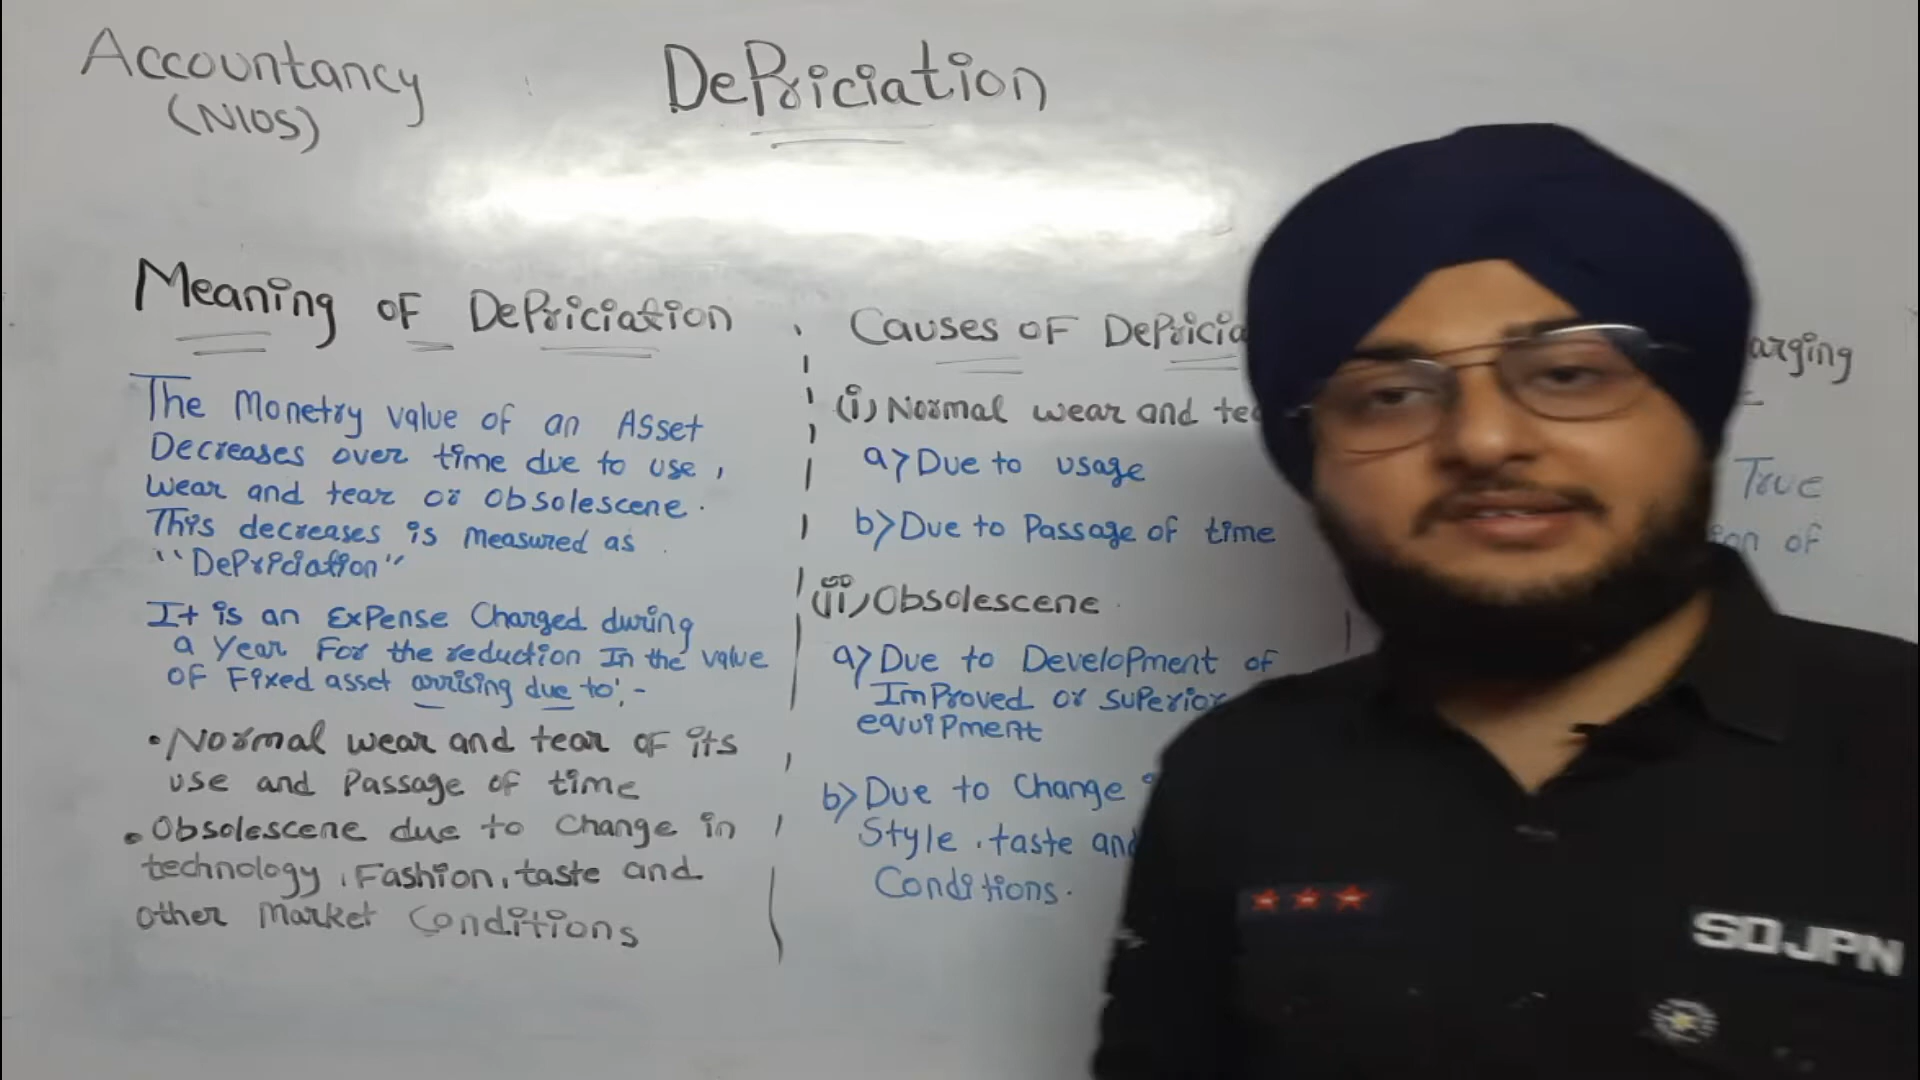 Accountancy
(NIOS)
DePriciation
Meaning of DePriciation
The Monetry value of an Asset
Decreases over time due to use,
wear and tear or obsolescene.
This decreases is measured as
"DePriciation"
It is an Expense Charged during
a Year For the reduction In the value
of Fixed asset arrising due to:-
• Normal wear and tear of its
use and Passage of time
• Obsolescene due to change in
technology, Fashion, taste and
other Market Conditions
Causes of DePricia
(i) Normal wear and tea
a> Due to usage
b> Due to Passage of time
(ii) Obsolescene
a> Due to Development of
Improved or superior
equipment
b> Due to Change
Style, taste and
Conditions.
arging
True
ion of
SDJPN